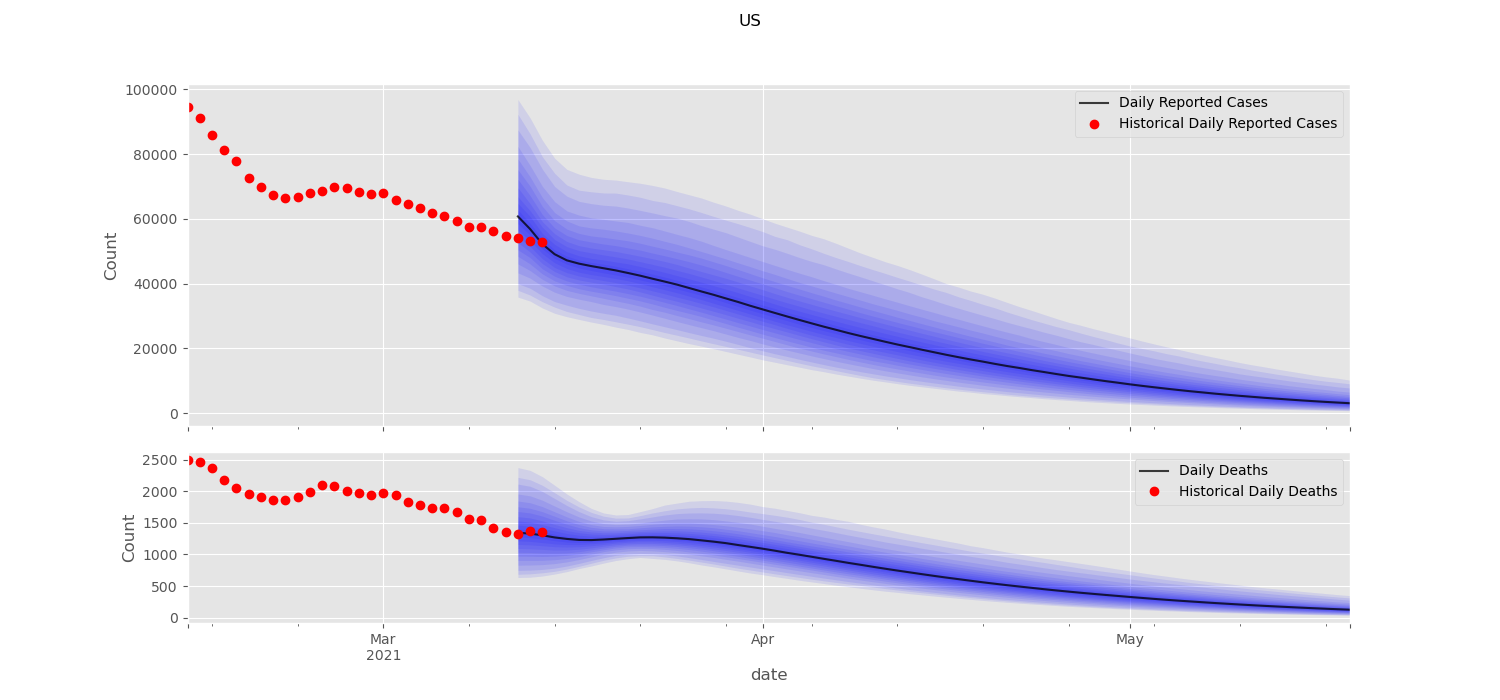 US
100000
80000
60000
40000
20000
0
Count
Daily Reported Cases
Historical Daily Reported Cases
2500
2000
1500
1000
500
0
Count
Daily Deaths
Historical Daily Deaths
Mar
2021
Apr
May
date